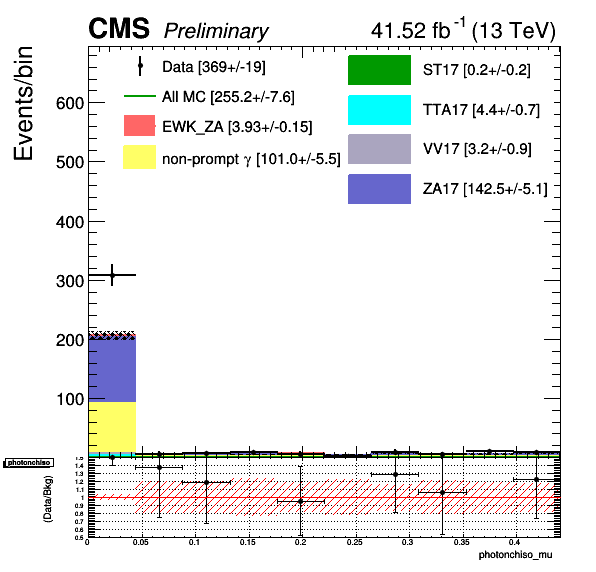 CMS Preliminary 41.52 fb⁻¹ (13 TeV)
Events/bin
Data [369+/-19]
All MC [255.2+/-7.6]
EWK_ZA [3.93+/-0.15]
non-prompt γ [101.0+/-5.5]
ST17 [0.2+/-0.2]
TTA17 [4.4+/-0.7]
VV17 [3.2+/-0.9]
ZA17 [142.5+/-5.1]
600
500
400
300
200
100
photonchiso
(Data/Bkg)
1.5
1.4
1.3
1.2
1.1
1
0.9
0.8
0.7
0.6
0.5
0 0.05 0.1 0.15 0.2 0.25 0.3 0.35 0.4
photonchiso_mu